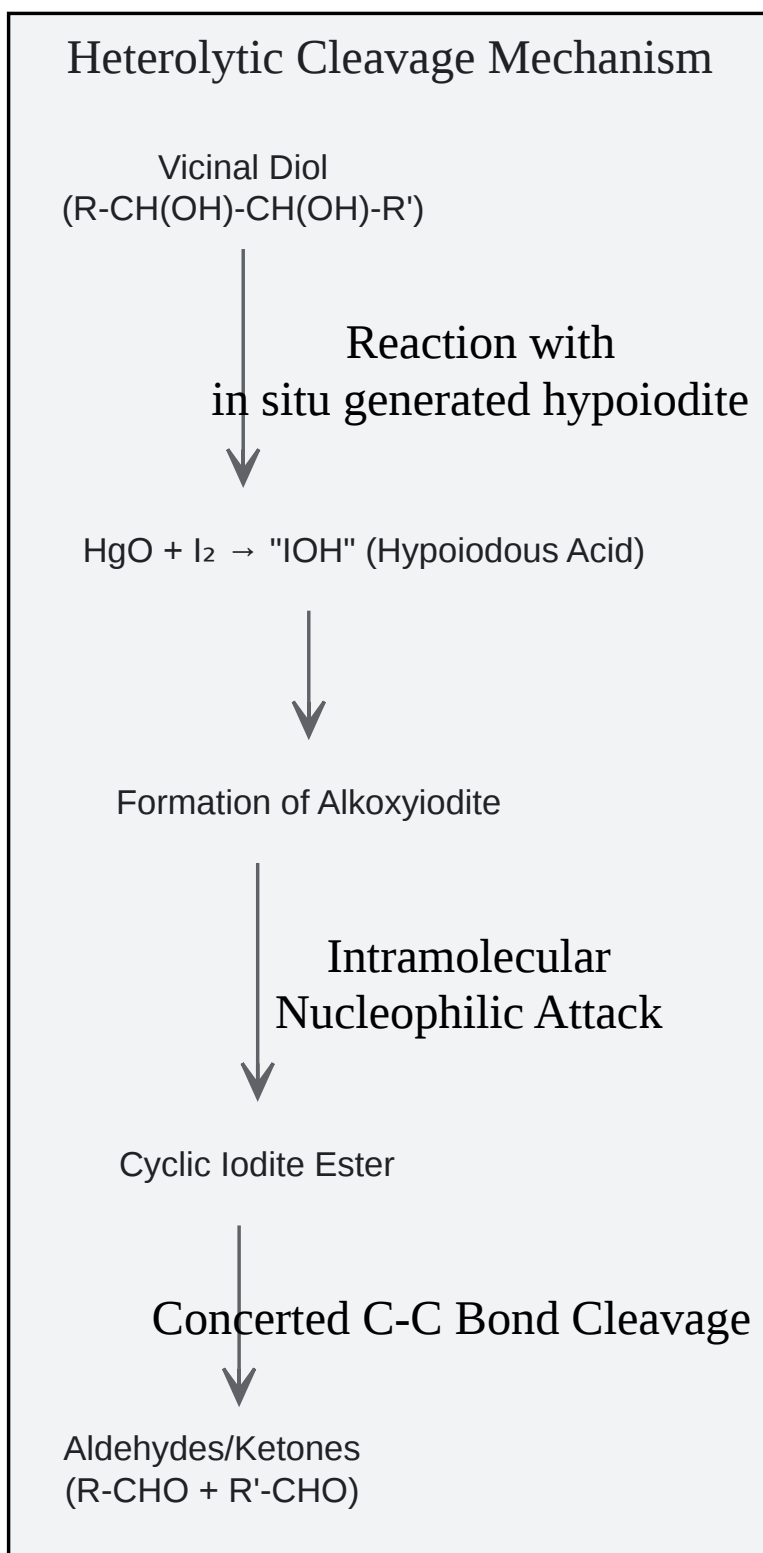 Heterolytic Cleavage Mechanism
Vicinal Diol
(R-CH(OH)-CH(OH)-R')
Reaction with
in situ generated hypoiodite
HgO + I₂ → "IOH" (Hypoiodous Acid)
Formation of Alkoxyiodite
Intramolecular
Nucleophilic Attack
Cyclic Iodite Ester
Concerted C-C Bond Cleavage
Aldehydes/Ketones
(R-CHO + R'-CHO)